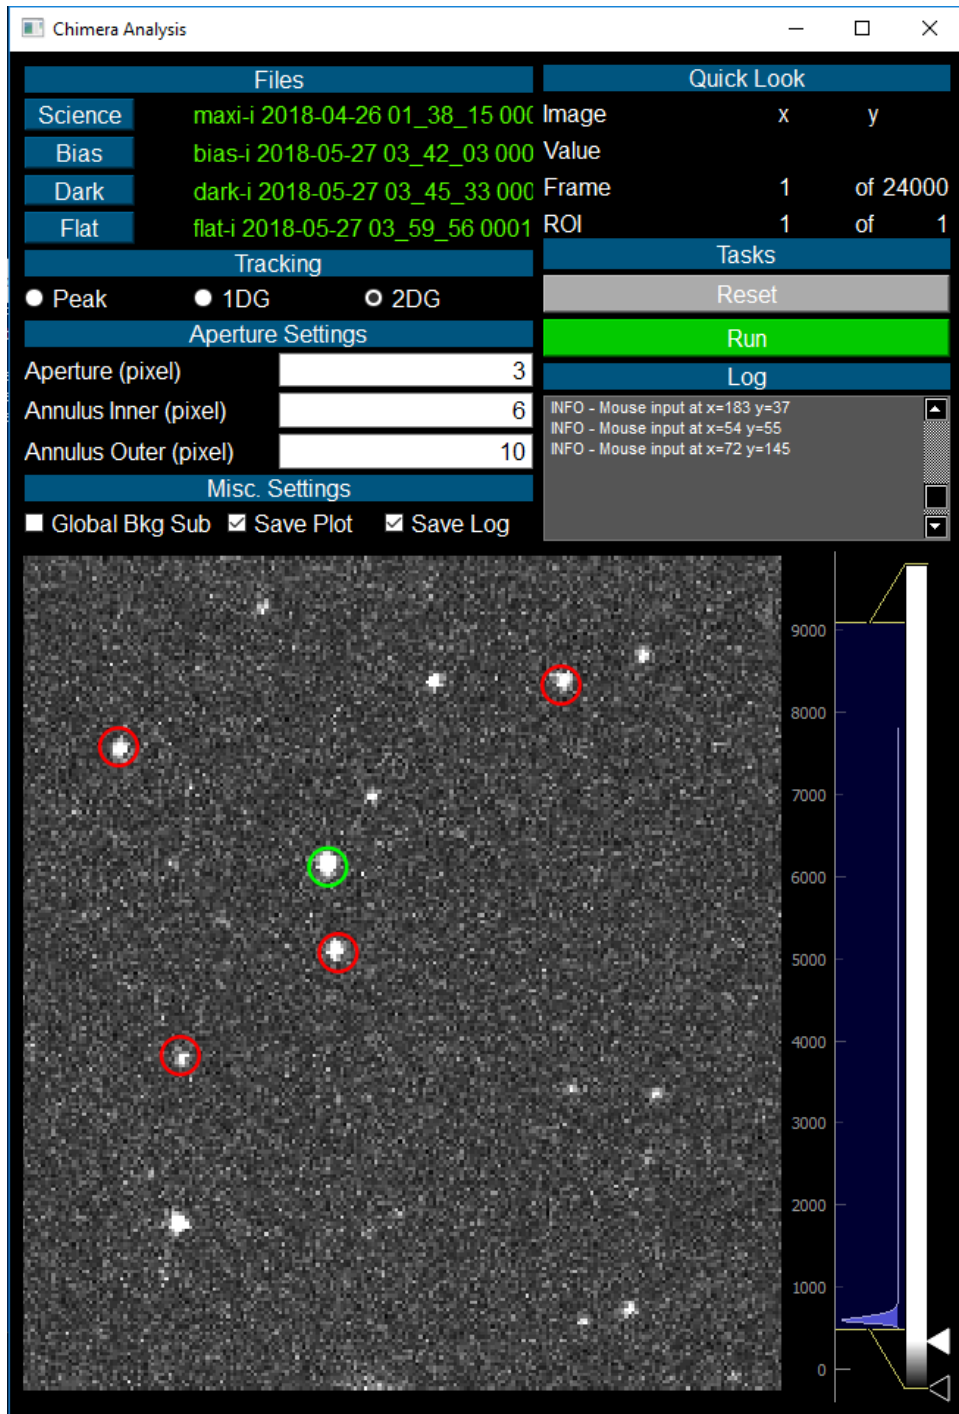 Chimera Analysis
Files
Science maxi-i 2018-04-26 01_38_15 000
Bias bias-i 2018-05-27 03_42_03 000
Dark dark-i 2018-05-27 03_45_33 000
Flat flat-i 2018-05-27 03_59_56 0001
Tracking
Peak 1DG 2DG
Aperture Settings
Aperture (pixel) 3
Annulus Inner (pixel) 6
Annulus Outer (pixel) 10
Misc. Settings
Global Bkg Sub Save Plot Save Log
Quick Look
Image x y
Value
Frame 1 of 24000
ROI 1 of 1
Tasks
Reset
Run
Log
INFO - Mouse input at x=183 y=37
INFO - Mouse input at x=54 y=55
INFO - Mouse input at x=72 y=145
9000
8000
7000
6000
5000
4000
3000
2000
1000
0